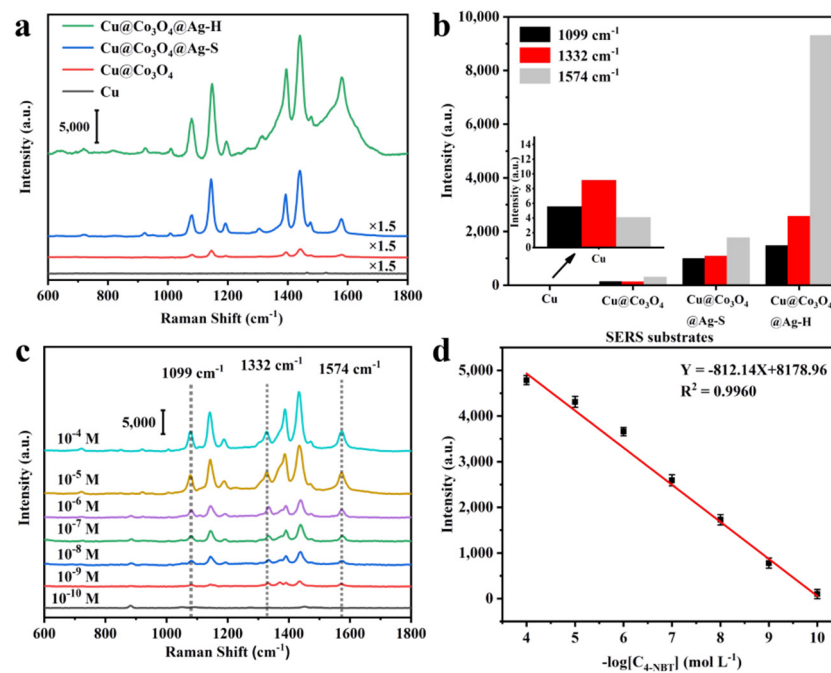 a
Cu@Co₃O₄@Ag-H
Cu@Co₃O₄@Ag-S
Cu@Co₃O₄
Cu
5,000
×1.5
×1.5
×1.5
600 800 1000 1200 1400 1600 1800
Raman Shift (cm⁻¹)
Intensity (a.u.)
b
1099 cm⁻¹
1332 cm⁻¹
1574 cm⁻¹
10,000
8,000
6,000
4,000
2,000
0
Intensity (a.u.)
14
12
10
8
6
4
2
0
Intensity (a.u.)
Cu
Cu Cu@Co₃O₄ Cu@Co₃O₄ Cu@Co₃O₄
@Ag-S @Ag-H
SERS substrates
c
1099 cm⁻¹ 1332 cm⁻¹ 1574 cm⁻¹
5,000
10⁻⁴ M
10⁻⁵ M
10⁻⁶ M
10⁻⁷ M
10⁻⁸ M
10⁻⁹ M
10⁻¹⁰ M
600 800 1000 1200 1400 1600 1800
Raman Shift (cm⁻¹)
Intensity (a.u.)
d
Y = -812.14X+8178.96
R² = 0.9960
5,000
4,000
3,000
2,000
1,000
0
Intensity (a.u.)
4 5 6 7 8 9 10
-log[C₄₋NBT] (mol L⁻¹)